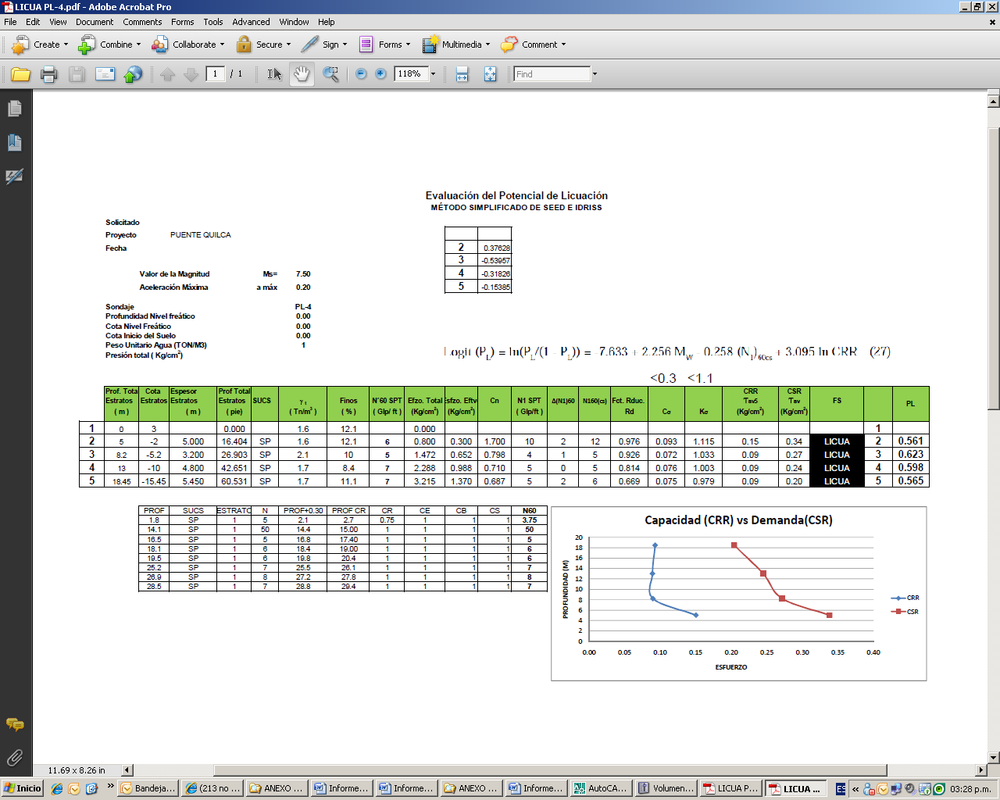 LICUA PL-4.pdf - Adobe Acrobat Pro
File Edit View Document Comments Forms Tools Advanced Window Help
Create Combine Collaborate Secure Sign Forms Multimedia Comment
1 / 1 118% Find
Evaluación del Potencial de Licuación
MÉTODO SIMPLIFICADO DE SEED E IDRISS
Solicitado
Proyecto PUENTE QUILCA
Fecha
2 0.37628
3 -0.53957
4 -0.31826
5 -0.15385
Valor de la Magnitud Ms= 7.50
Aceleración Máxima a máx 0.20
Sondaje PL-4
Profundidad Nivel freático 0.00
Cota Nivel Freático 0.00
Cota Inicio del Suelo 0.00
Peso Unitario Agua (TON/M3) 1
Presión total ( Kg/cm2)
Logit (PL) = ln(PL/(1 - PL)) = -7.633 + 2.256 MW - 0.258 (N1)60cs + 3.095 ln CRR (27)
<0.3 <1.1
Prof. Tota Cota Espesor Prof Total CRR CSR
Estratos Estratos Estratos Estratos SUCS γ t Finos N´60 SPT Efzo. Total Esfzo. Eftvo Cn N1 SPT Δ(N1)60 N160(cs) Fct. Rduc. Cσ Kσ Tav5 Tav FS PL
( m ) ( m ) ( pie) ( Tn/m3 ) ( % ) ( Glp/ ft ) (Kg/cm2) (Kg/cm2) ( Glp/ft ) Rd (Kg/cm2) (Kg/cm2)
1 0 3 0.000 1.6 12.1 0.000 1
2 5 -2 5.000 16.404 SP 1.6 12.1 6 0.800 0.300 1.700 10 2 12 0.976 0.093 1.115 0.15 0.34 LICUA 2 0.561
3 8.2 -5.2 3.200 26.903 SP 2.1 10 5 1.472 0.652 0.798 4 1 5 0.926 0.072 1.033 0.09 0.27 LICUA 3 0.623
4 13 -10 4.800 42.651 SP 1.7 8.4 7 2.288 0.988 0.710 5 0 5 0.814 0.076 1.003 0.09 0.24 LICUA 4 0.598
5 18.45 -15.45 5.450 60.531 SP 1.7 11.1 7 3.215 1.370 0.687 5 2 6 0.669 0.075 0.979 0.09 0.20 LICUA 5 0.565
PROF SUCS ESTRATO N PROF+0.30 PROF CR CR CE CB CS N60
1.8 SP 1 5 2.1 2.7 0.75 1 1 1 3.75
14.1 SP 1 50 14.4 15.00 1 1 1 1 50
16.5 SP 1 5 16.8 17.40 1 1 1 1 5
18.1 SP 1 6 18.4 19.00 1 1 1 1 6
19.5 SP 1 6 19.8 20.4 1 1 1 1 6
25.2 SP 1 7 25.5 26.1 1 1 1 1 7
26.9 SP 1 8 27.2 27.8 1 1 1 1 8
28.5 SP 1 7 28.8 29.4 1 1 1 1 7
Capacidad (CRR) vs Demanda(CSR)
PROFUNDIDAD (M)
20
18
16
14
12
10
8
6
4
2
0
0.00 0.05 0.10 0.15 0.20 0.25 0.30 0.35 0.40
ESFUERZO
CRR
CSR
11.69 x 8.26 in
Inicio » Bandeja... (213 no ... ANEXO ... Informe... Informe... ANEXO ... Informe... AutoCA... Volumen... LICUA P... LICUA ... ES « 03:28 p.m.